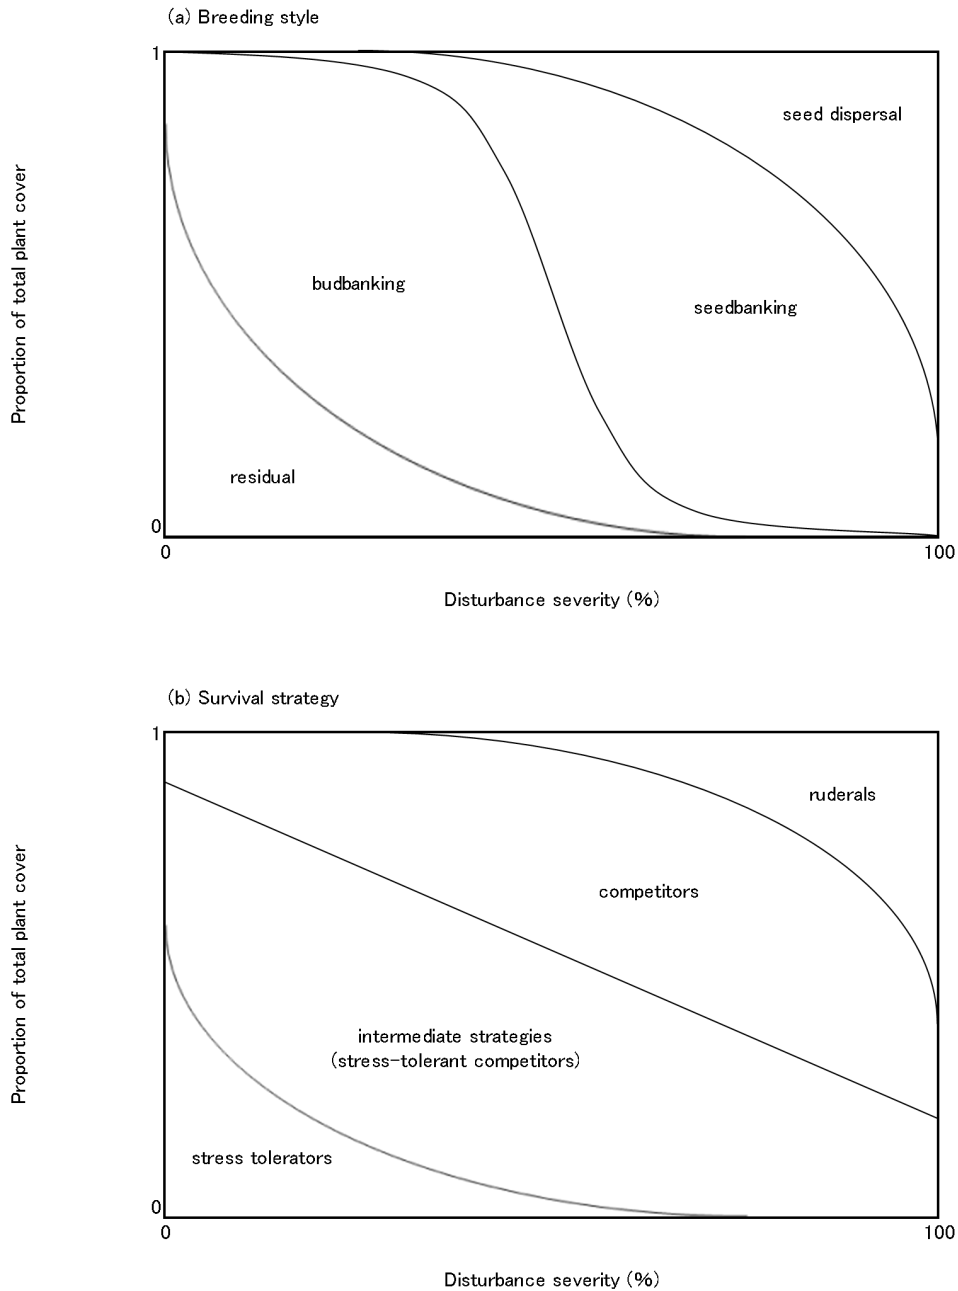 (a) Breeding style
1
seed dispersal
Proportion of total plant cover
budbanking
seedbanking
residual
0
0
100
Disturbance severity (%)
(b) Survival strategy
1
ruderals
competitors
Proportion of total plant cover
intermediate strategies
(stress-tolerant competitors)
stress tolerators
0
0
100
Disturbance severity (%)